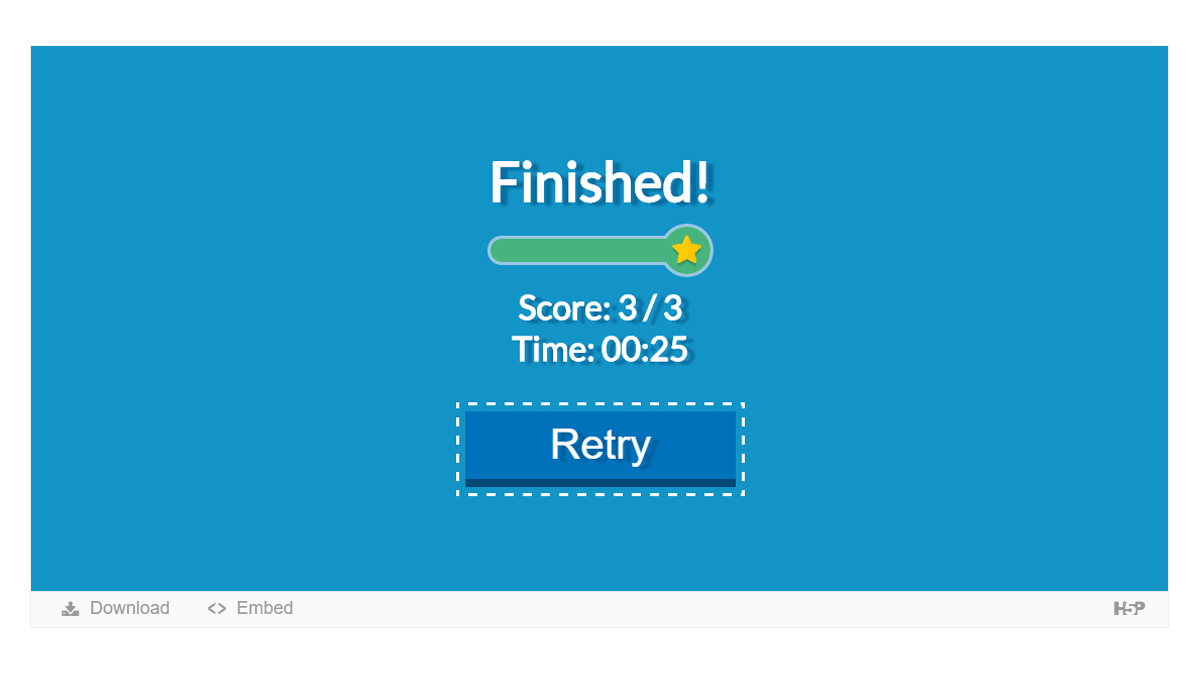 Finished!
Score: 3 / 3
Time: 00:25
Retry
Download
<> Embed
H5P